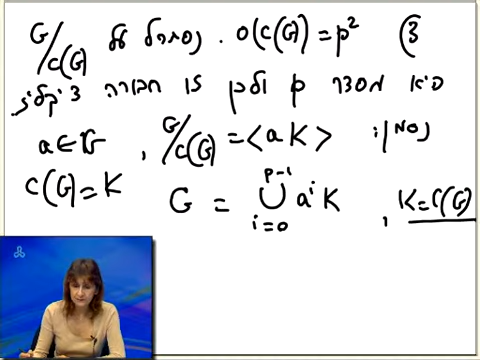 3) O(C(G)) = p². נסתכל על G/C(G)
היא מסדר p ולכן זו חבורה ציקלית.
נסמן: G/C(G) = <aK> , a∈G
C(G) = K
G = ∪_{i=0}^{p-1} aⁱK , K = C(G)